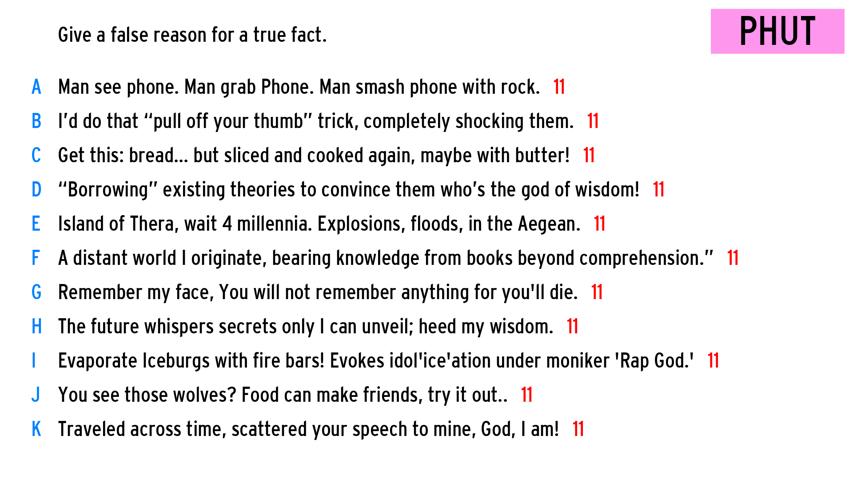 Give a false reason for a true fact.
PHUT
A Man see phone. Man grab Phone. Man smash phone with rock. 11
B I'd do that “pull off your thumb” trick, completely shocking them. 11
C Get this: bread... but sliced and cooked again, maybe with butter! 11
D “Borrowing” existing theories to convince them who's the god of wisdom! 11
E Island of Thera, wait 4 millennia. Explosions, floods, in the Aegean. 11
F A distant world I originate, bearing knowledge from books beyond comprehension.” 11
G Remember my face, You will not remember anything for you'll die. 11
H The future whispers secrets only I can unveil; heed my wisdom. 11
I Evaporate Iceburgs with fire bars! Evokes idol'ice'ation under moniker 'Rap God.' 11
J You see those wolves? Food can make friends, try it out.. 11
K Traveled across time, scattered your speech to mine, God, I am! 11